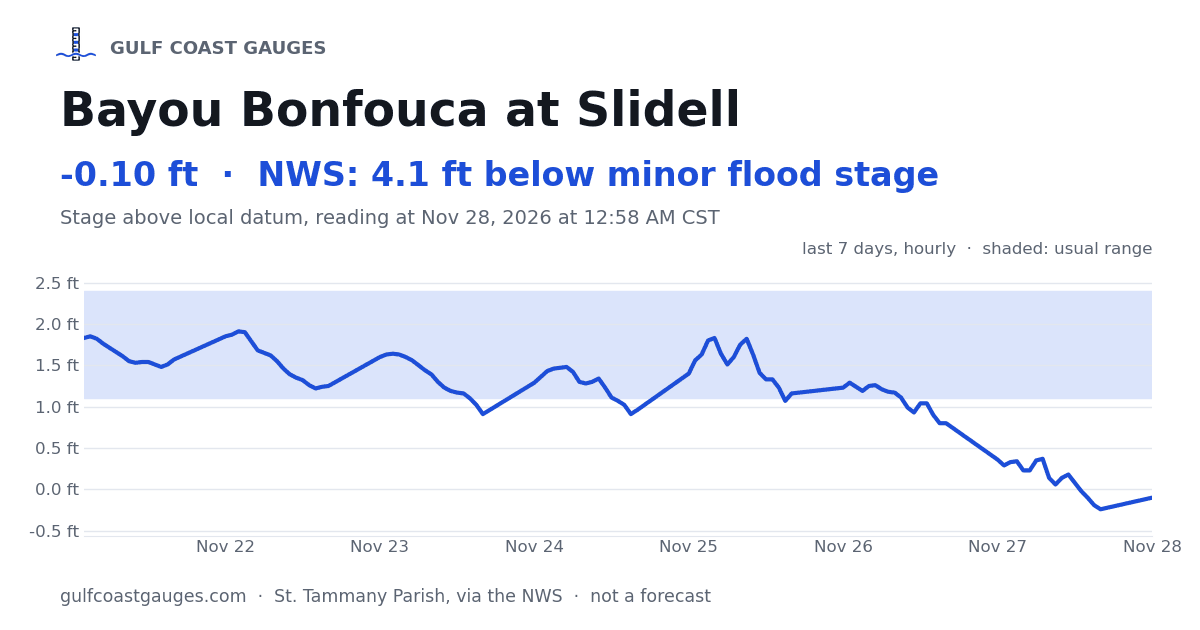 GULF COAST GAUGES
Bayou Bonfouca at Slidell
-0.10 ft · NWS: 4.1 ft below minor flood stage
Stage above local datum, reading at Nov 28, 2026 at 12:58 AM CST
last 7 days, hourly · shaded: usual range
2.5 ft
2.0 ft
1.5 ft
1.0 ft
0.5 ft
0.0 ft
-0.5 ft
Nov 22 Nov 23 Nov 24 Nov 25 Nov 26 Nov 27 Nov 28
gulfcoastgauges.com · St. Tammany Parish, via the NWS · not a forecast